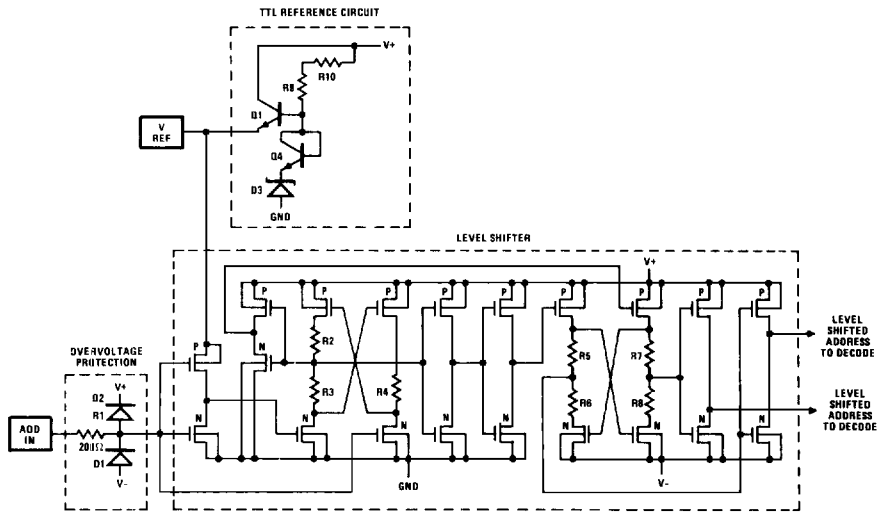 TTL REFERENCE CIRCUIT
V+
R10
R9
Q1
V
REF
Q4
D3
GND
LEVEL SHIFTER
V+
P
P
P
P
P
P
P
P
P
LEVEL
SHIFTED
ADDRESS
TO DECODE
OVERVOLTAGE
PROTECTION
P
N
R2
R5
R7
V+
D2
R1
R3
R4
R6
R8
LEVEL
SHIFTED
ADDRESS
TO DECODE
ADD
IN
N
N
N
N
N
N
N
N
N
200Ω
D1
V-
GND
V-